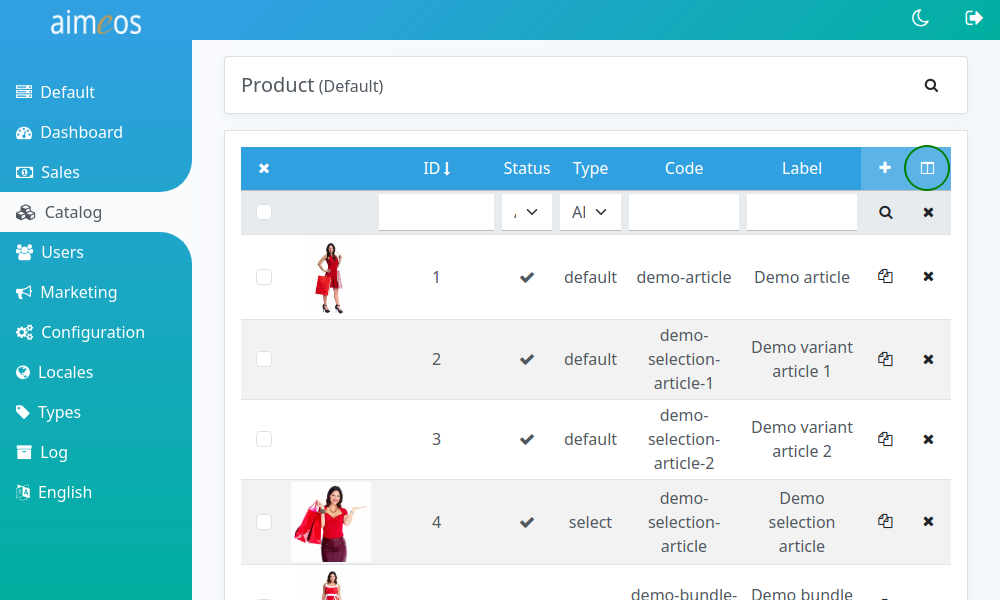 aimeos
Product (Default)
Default
Dashboard
Sales
Catalog
Users
Marketing
Configuration
Locales
Types
Log
English
ID Status Type Code Label
Al
1 default demo-article Demo article
2 default demo-selection-article-1 Demo variant article 1
3 default demo-selection-article-2 Demo variant article 2
4 select demo-selection-article Demo selection article
demo-bundle- Demo bundle